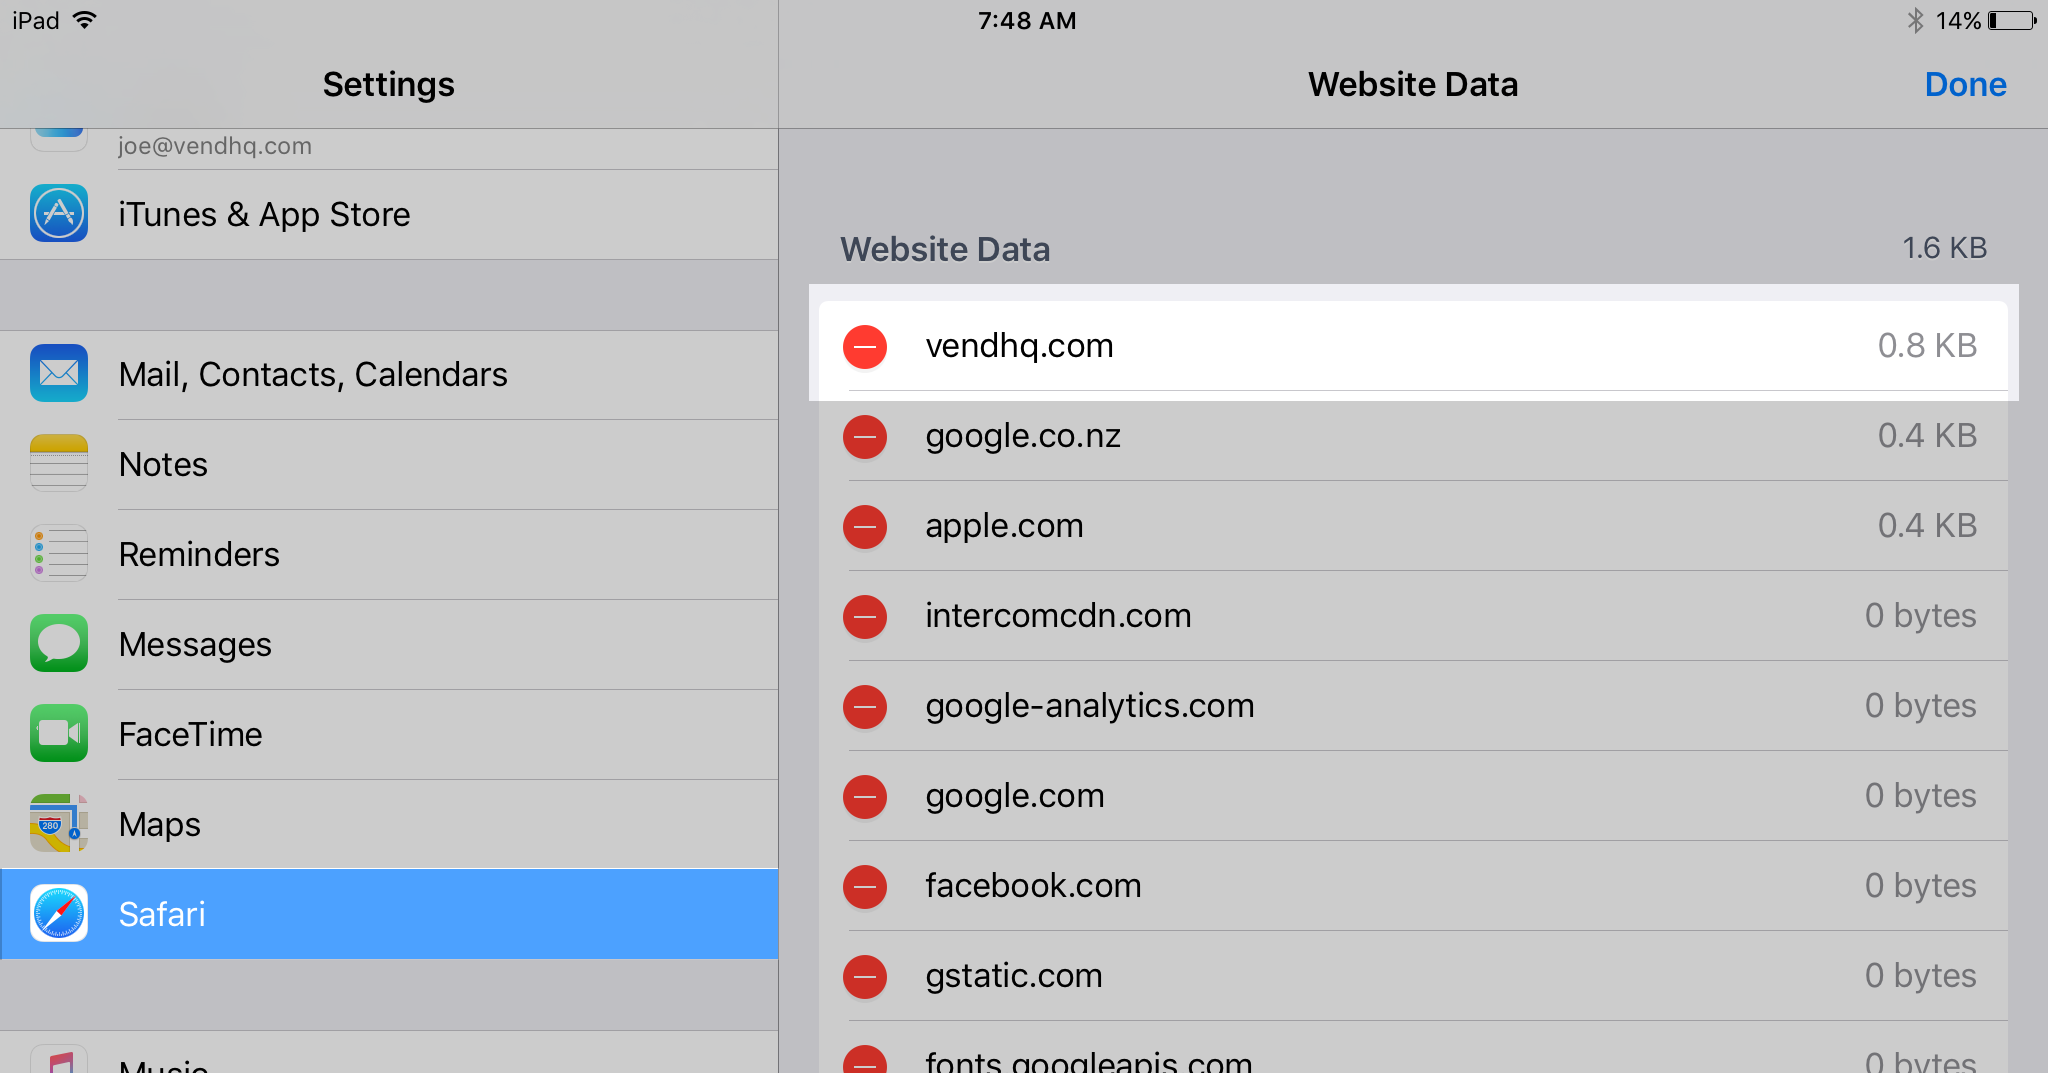 iPad
7:48 AM
14%
Settings
joe@vendhq.com
iTunes & App Store
Mail, Contacts, Calendars
Notes
Reminders
Messages
FaceTime
280
Maps
Safari
Music
Website Data
Done
Website Data
1.6 KB
vendhq.com
0.8 KB
google.co.nz
0.4 KB
apple.com
0.4 KB
intercomcdn.com
0 bytes
google-analytics.com
0 bytes
google.com
0 bytes
facebook.com
0 bytes
gstatic.com
0 bytes
fonts.googleapis.com
0 bytes